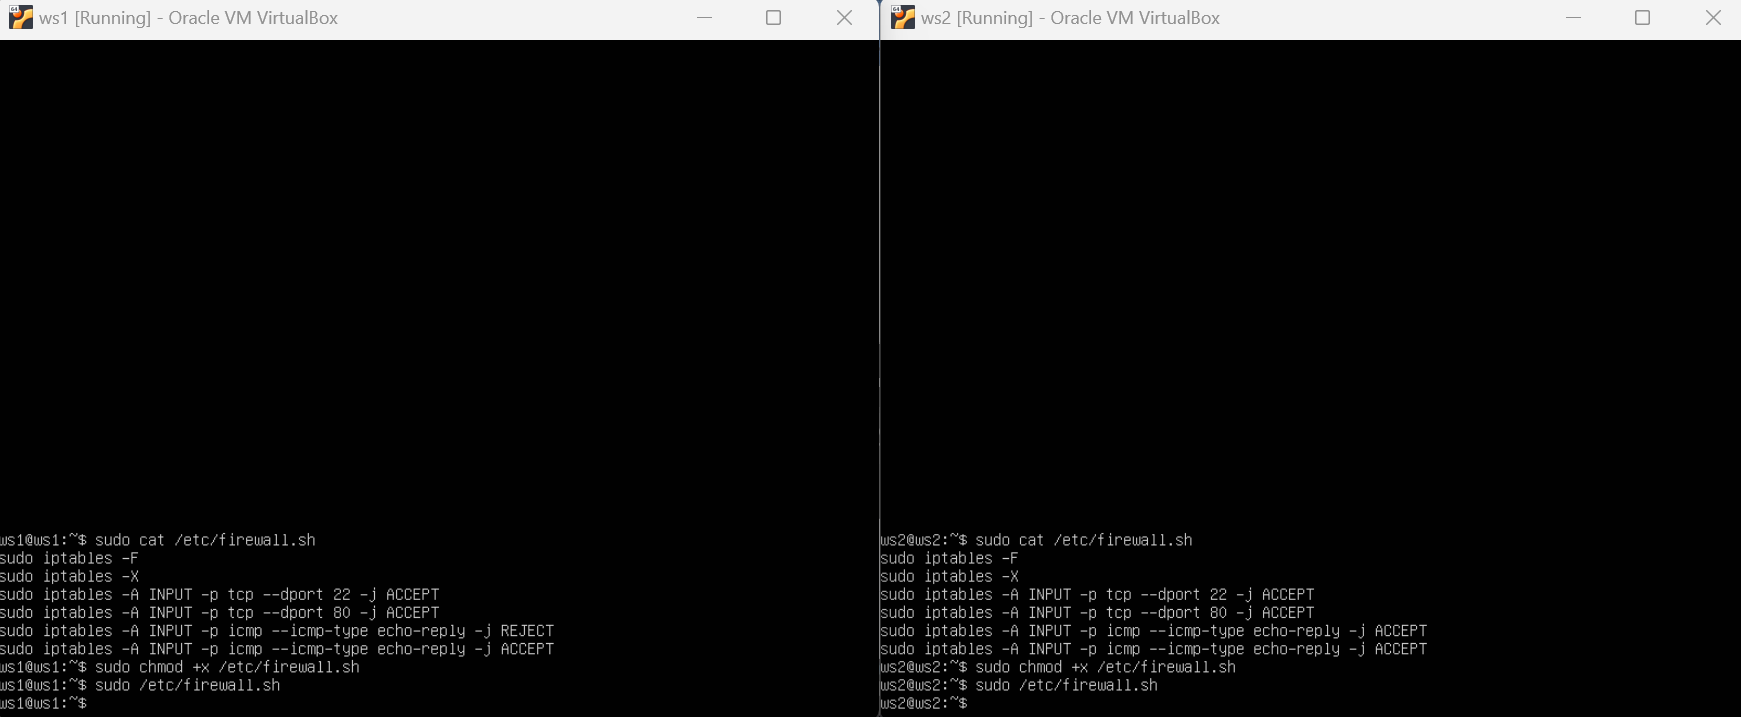 ws1 [Running] - Oracle VM VirtualBox
ws1@ws1:~$ sudo cat /etc/firewall.sh
sudo iptables -F
sudo iptables -X
sudo iptables -A INPUT -p tcp --dport 22 -j ACCEPT
sudo iptables -A INPUT -p tcp --dport 80 -j ACCEPT
sudo iptables -A INPUT -p icmp --icmp-type echo-reply -j REJECT
sudo iptables -A INPUT -p icmp --icmp-type echo-reply -j ACCEPT
ws1@ws1:~$ sudo chmod +x /etc/firewall.sh
ws1@ws1:~$ sudo /etc/firewall.sh
ws1@ws1:~$
ws2 [Running] - Oracle VM VirtualBox
ws2@ws2:~$ sudo cat /etc/firewall.sh
sudo iptables -F
sudo iptables -X
sudo iptables -A INPUT -p tcp --dport 22 -j ACCEPT
sudo iptables -A INPUT -p tcp --dport 80 -j ACCEPT
sudo iptables -A INPUT -p icmp --icmp-type echo-reply -j ACCEPT
sudo iptables -A INPUT -p icmp --icmp-type echo-reply -j ACCEPT
ws2@ws2:~$ sudo chmod +x /etc/firewall.sh
ws2@ws2:~$ sudo /etc/firewall.sh
ws2@ws2:~$